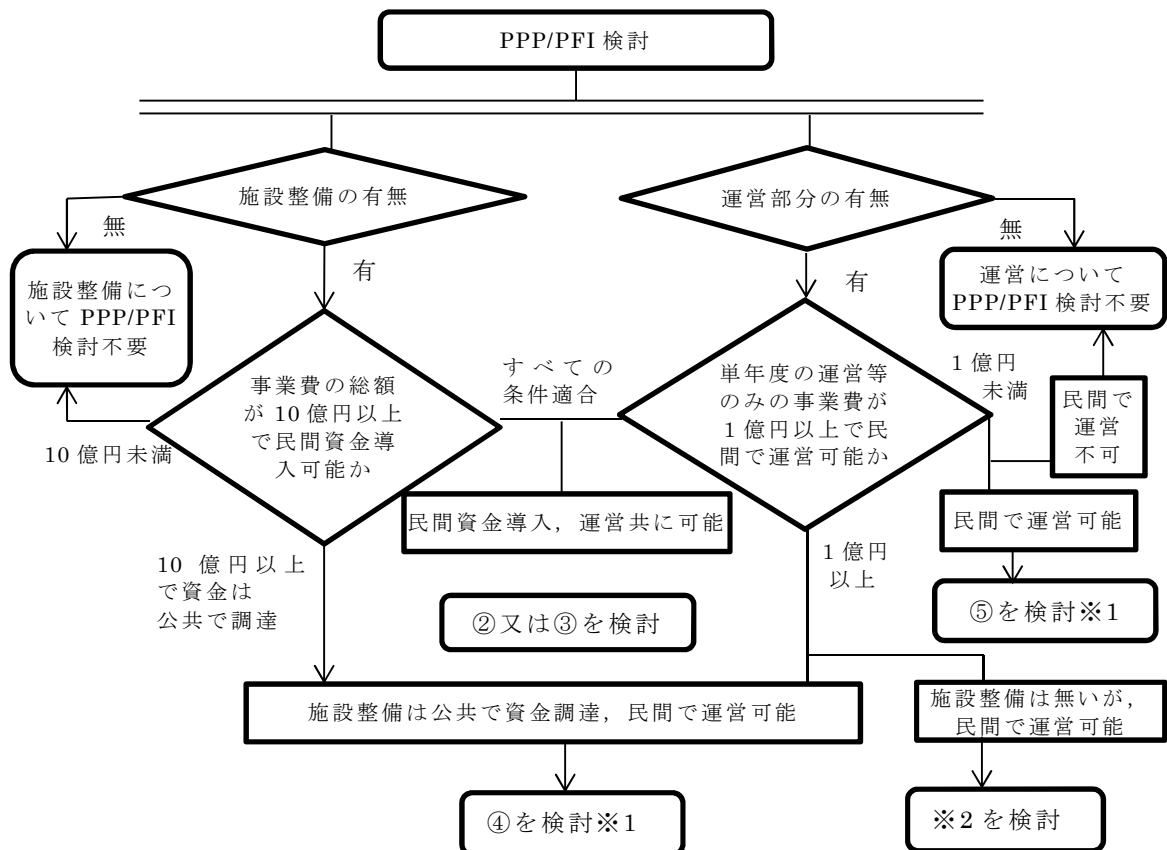 PPP/PFI 検討
施設整備の有無
運営部分の有無
無
無
有
有
施設整備につ
いて PPP/PFI
検討不要
運営について
PPP/PFI 検討不要
事業費の総額
が 10 億円以上
で民間資金導
入可能か
すべての
条件適合
単年度の運営等
のみの事業費が
1 億円以上で民
間で運営可能か
1 億円
未満
民間で
運営
不可
10 億円未満
民間資金導入，運営共に可能
民間で運営可能
10 億円以上
で資金は
公共で調達
1 億円
以上
②又は③を検討
⑤を検討※1
施設整備は公共で資金調達，民間で運営可能
施設整備は無いが，
民間で運営可能
④を検討※1
※2 を検討